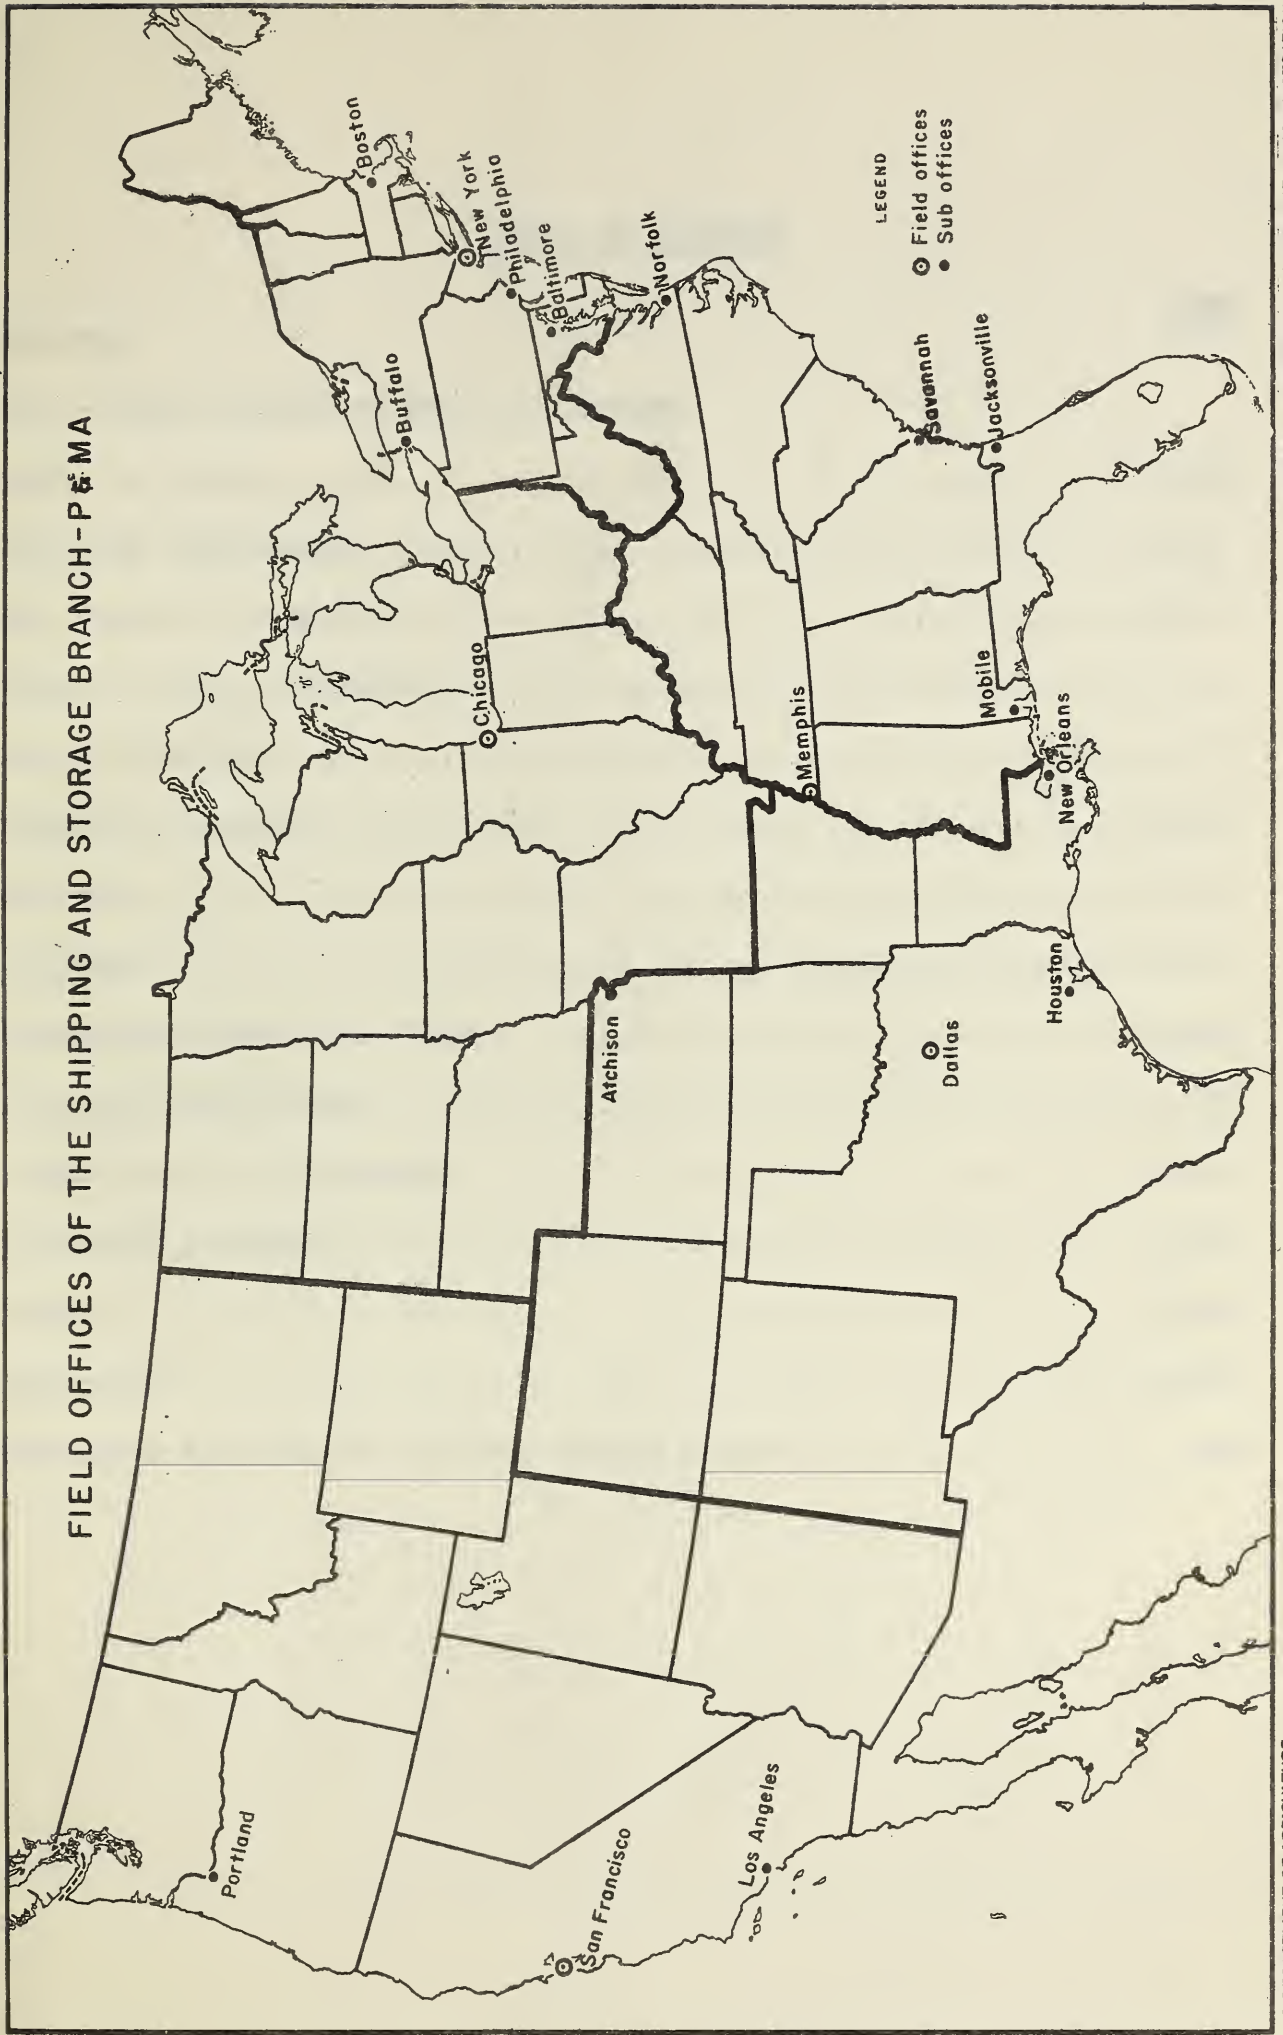 FIELD OFFICES OF THE SHIPPING AND STORAGE BRANCH-P&MA
Boston
New York
Philadelphia
Baltimore
Buffalo
Norfolk
Chicago
Portland
Atchison
San Francisco
Memphis
Los Angeles
Savannah
Jacksonville
Dallas
Mobile
New Orleans
Houston
LEGEND
Field offices
Sub offices